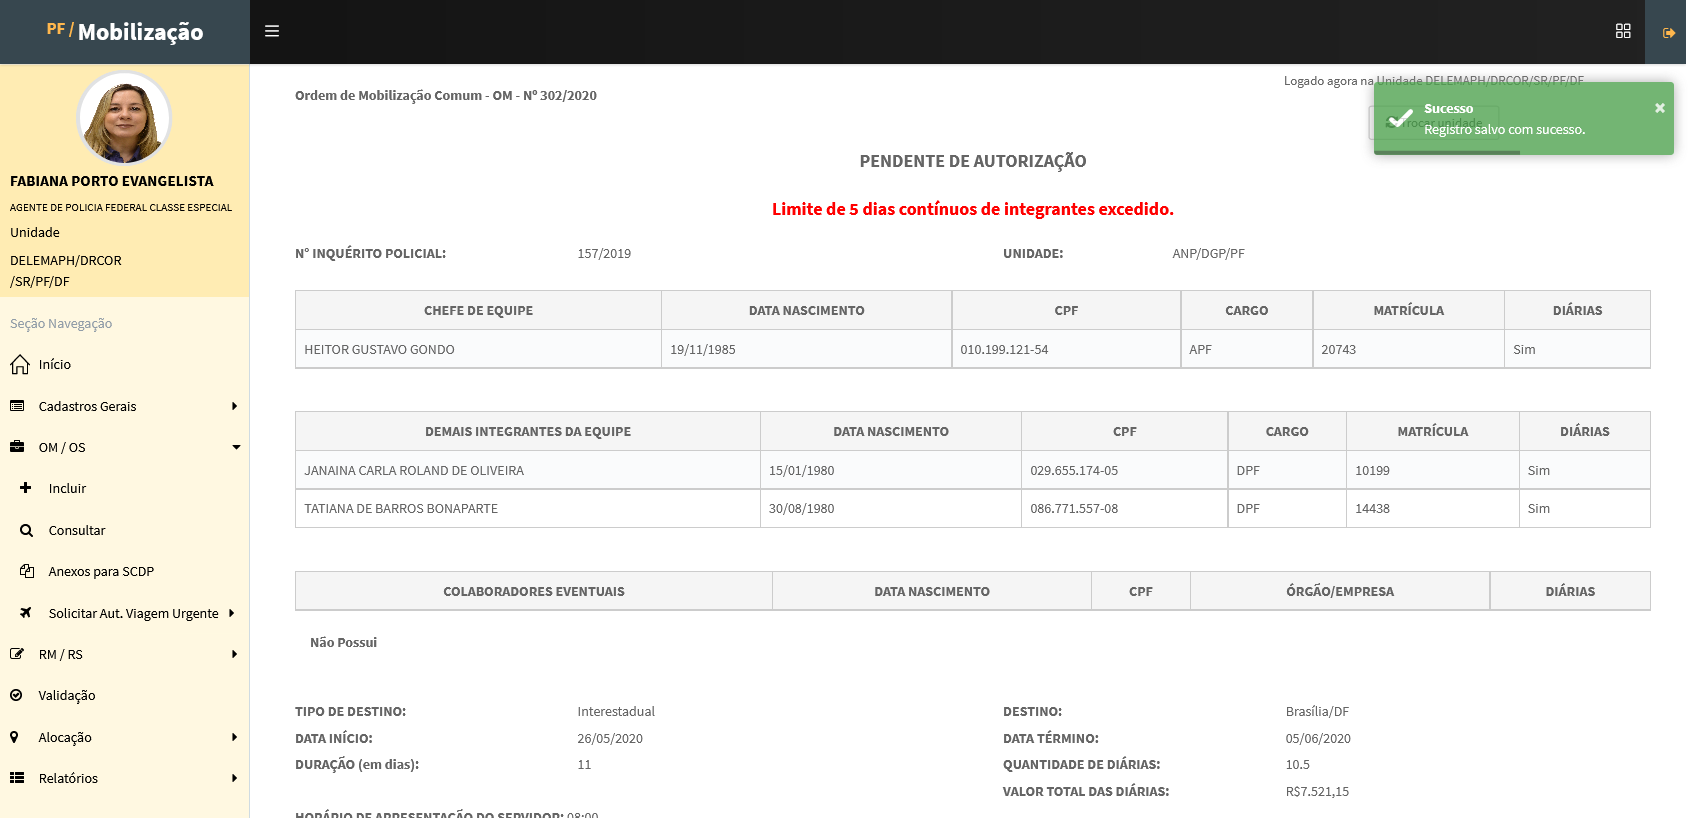 PF / Mobilização
FABIANA PORTO EVANGELISTA
AGENTE DE POLICIA FEDERAL CLASSE ESPECIAL
Unidade
DELEMAPH/DRCOR
/SR/PF/DF
Seção Navegação
Início
Cadastros Gerais
OM / OS
Incluir
Consultar
Anexos para SCDP
Solicitar Aut. Viagem Urgente
RM / RS
Validação
Alocação
Relatórios
Logado agora na Unidade DELEMAPH/DRCOR/SR/PF/DF
Trocar unidade
Sucesso
×
Registro salvo com sucesso.
Ordem de Mobilização Comum - OM - Nº 302/2020
PENDENTE DE AUTORIZAÇÃO
Limite de 5 dias contínuos de integrantes excedido.
N° INQUÉRITO POLICIAL: 157/2019 UNIDADE: ANP/DGP/PF
CHEFE DE EQUIPE DATA NASCIMENTO CPF CARGO MATRÍCULA DIÁRIAS
HEITOR GUSTAVO GONDO 19/11/1985 010.199.121-54 APF 20743 Sim
DEMAIS INTEGRANTES DA EQUIPE DATA NASCIMENTO CPF CARGO MATRÍCULA DIÁRIAS
JANAINA CARLA ROLAND DE OLIVEIRA 15/01/1980 029.655.174-05 DPF 10199 Sim
TATIANA DE BARROS BONAPARTE 30/08/1980 086.771.557-08 DPF 14438 Sim
COLABORADORES EVENTUAIS DATA NASCIMENTO CPF ÓRGÃO/EMPRESA DIÁRIAS
Não Possui
TIPO DE DESTINO: Interestadual DESTINO: Brasília/DF
DATA INÍCIO: 26/05/2020 DATA TÉRMINO: 05/06/2020
DURAÇÃO (em dias): 11 QUANTIDADE DE DIÁRIAS: 10.5
VALOR TOTAL DAS DIÁRIAS: R$7.521,15
HORÁRIO DE APRESENTAÇÃO DO SERVIDOR: 08:00